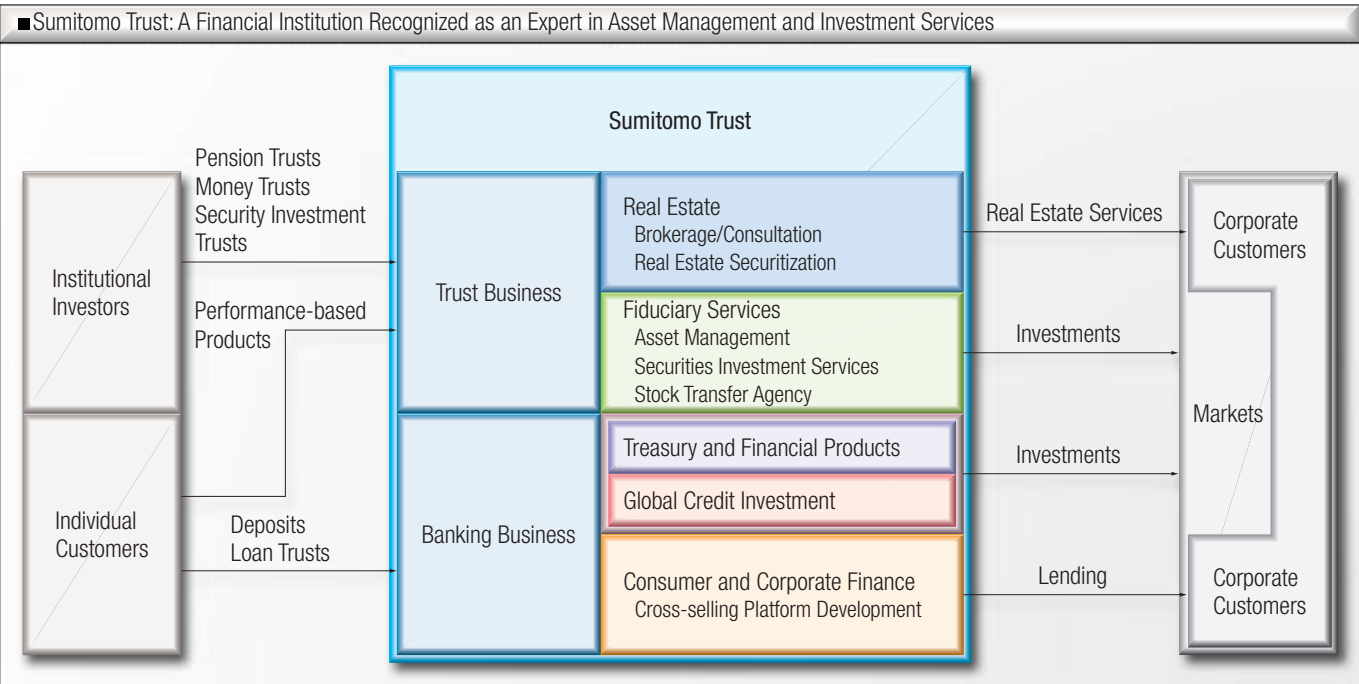 ■Sumitomo Trust: A Financial Institution Recognized as an Expert in Asset Management and Investment Services
Sumitomo Trust
Pension Trusts
Money Trusts
Security Investment
Trusts
Institutional
Investors
Performance-based
Products
Individual
Customers
Deposits
Loan Trusts
Trust Business
Real Estate
Brokerage/Consultation
Real Estate Securitization
Fiduciary Services
Asset Management
Securities Investment Services
Stock Transfer Agency
Banking Business
Treasury and Financial Products
Global Credit Investment
Consumer and Corporate Finance
Cross-selling Platform Development
Real Estate Services
Investments
Investments
Lending
Corporate
Customers
Markets
Corporate
Customers